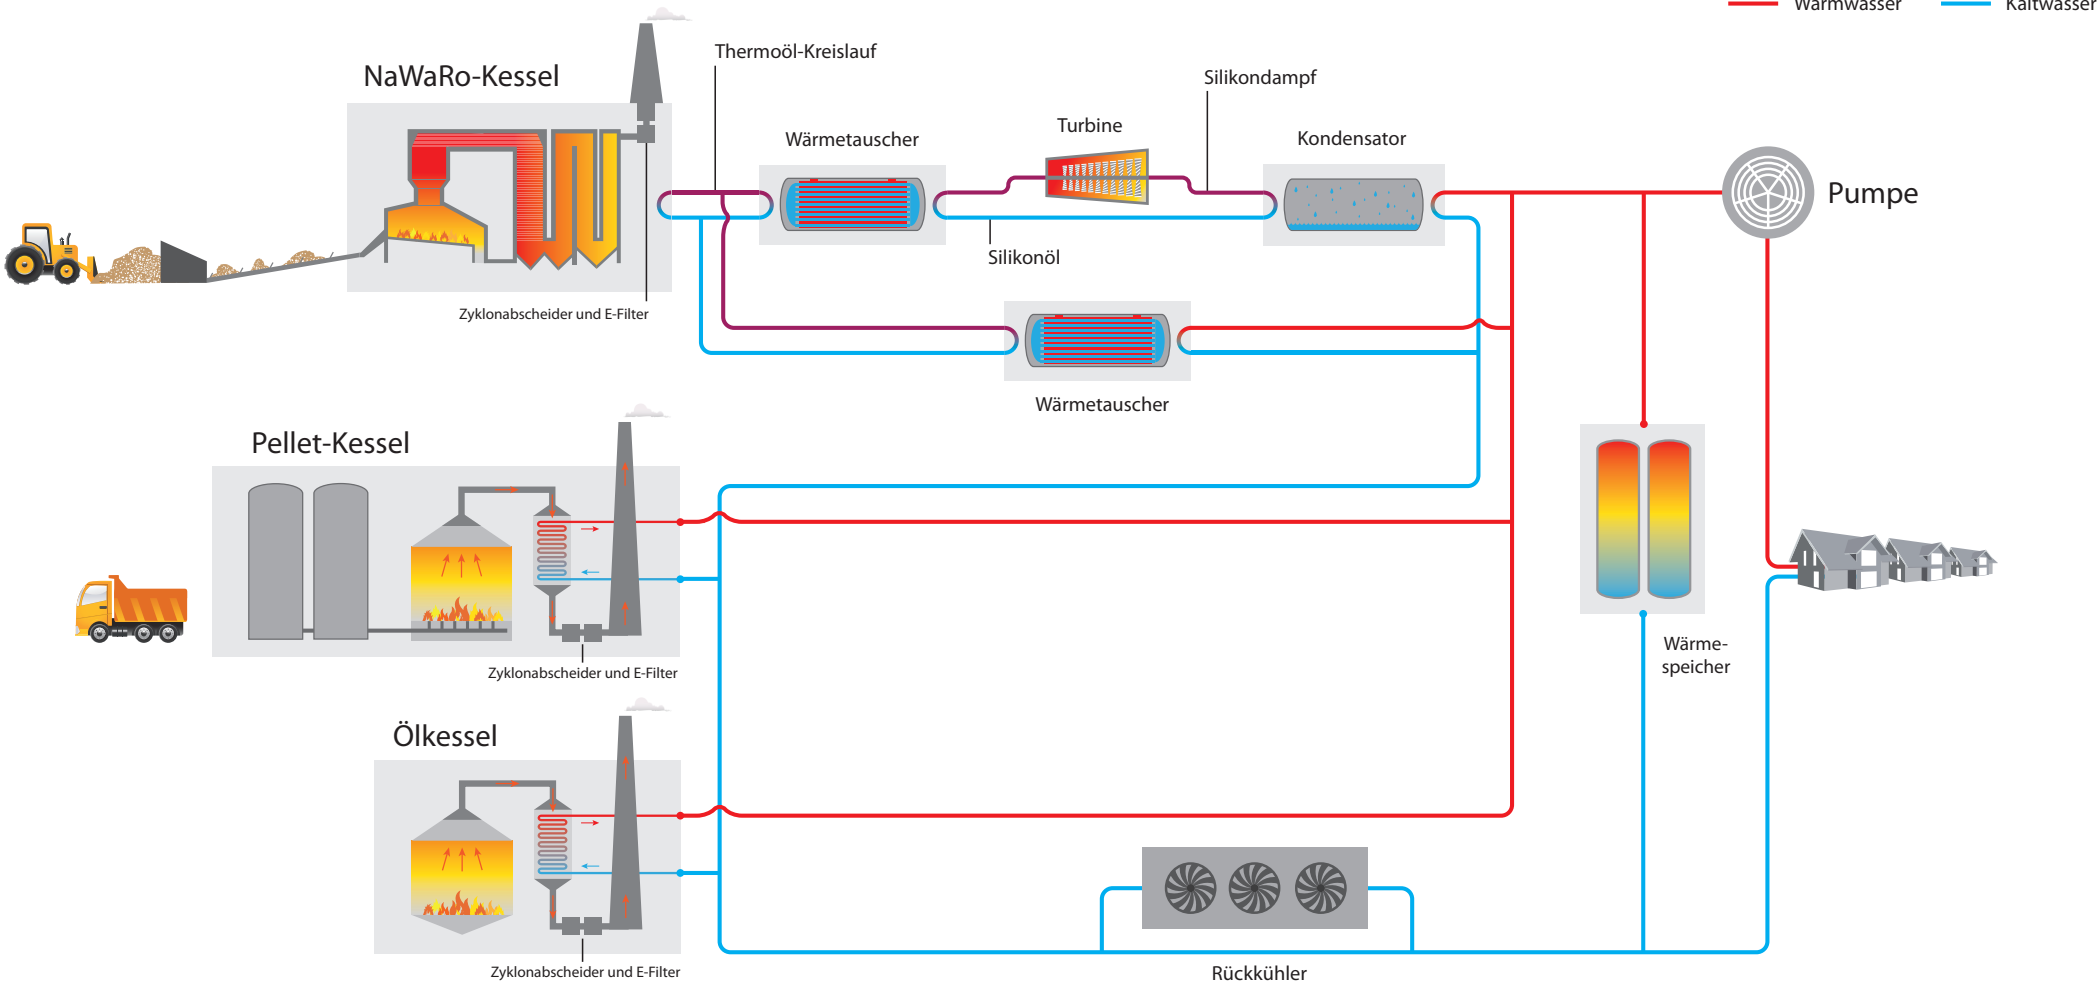 Warmwasser
Kaltwasser
Thermoöl-Kreislauf
NaWaRo-Kessel
Silikondampf
Turbine
Wärmetauscher
Kondensator
Pumpe
Silikonöl
Zyklonabscheider und E-Filter
Wärmetauscher
Pellet-Kessel
Wärme-
speicher
Zyklonabscheider und E-Filter
Ölkessel
Zyklonabscheider und E-Filter
Rückkühler